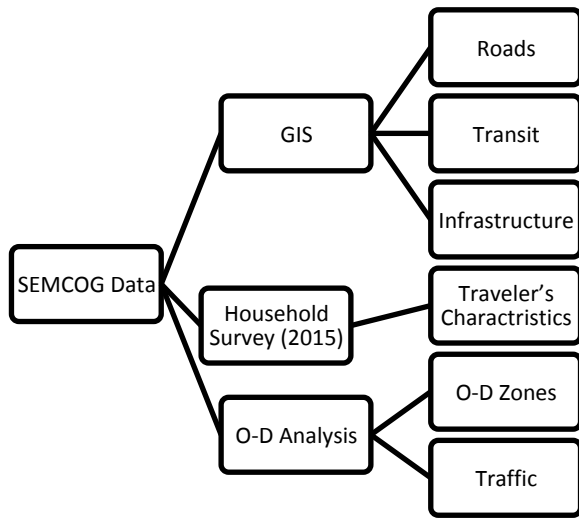 Roads
GIS
Transit
Infrastructure
SEMCOG Data
Household
Survey (2015)
Traveler's
Charactristics
O-D Zones
O-D Analysis
Traffic